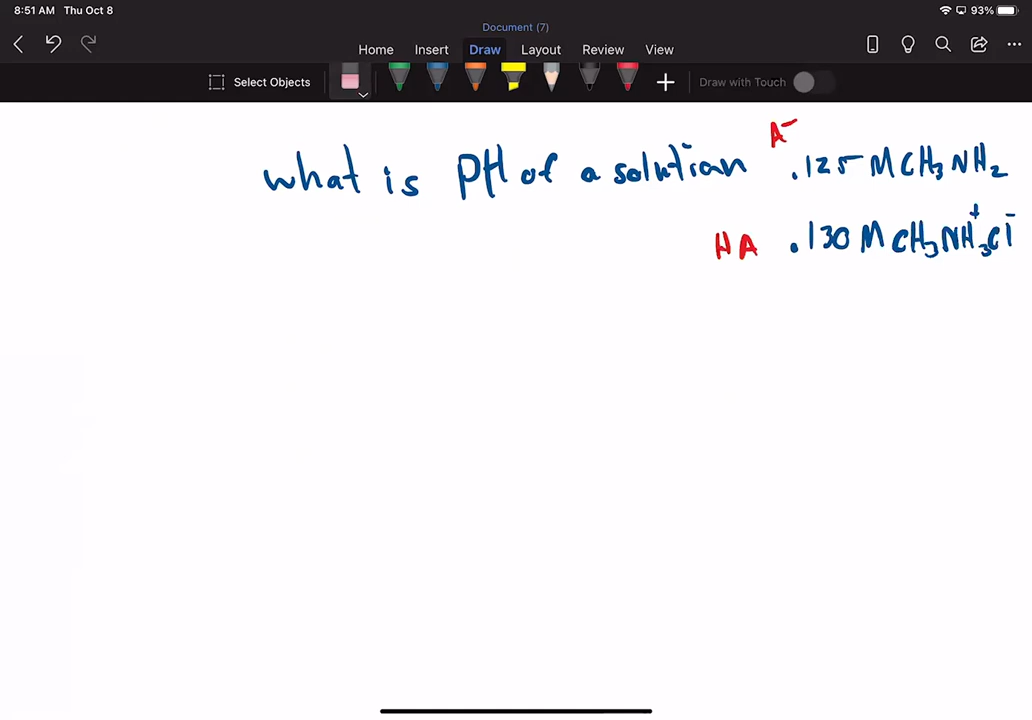 8:51 AM Thu Oct 8
93%
Document (7)
Home Insert Draw Layout Review View
Select Objects
Draw with Touch
A⁻
what is pH of a solution .125 M CH₃NH₂
HA .130 M CH₃NH₃⁺Cl⁻